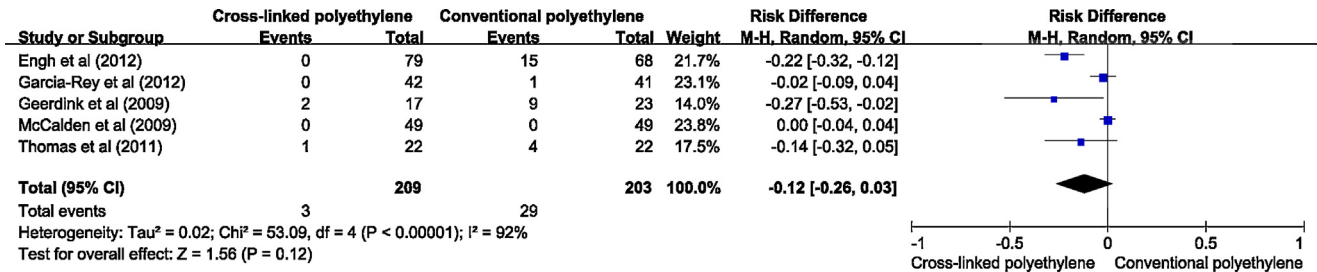 Cross-linked polyethylene Conventional polyethylene Risk Difference Risk Difference
Study or Subgroup Events Total Events Total Weight M-H, Random, 95% CI M-H, Random, 95% CI
Engh et al (2012) 0 79 15 68 21.7% -0.22 [-0.32, -0.12]
Garcia-Rey et al (2012) 0 42 1 41 23.1% -0.02 [-0.09, 0.04]
Geerdink et al (2009) 2 17 9 23 14.0% -0.27 [-0.53, -0.02]
McCalden et al (2009) 0 49 0 49 23.8% 0.00 [-0.04, 0.04]
Thomas et al (2011) 1 22 4 22 17.5% -0.14 [-0.32, 0.05]
Total (95% CI) 209 203 100.0% -0.12 [-0.26, 0.03]
Total events 3 29
Heterogeneity: Tau² = 0.02; Chi² = 53.09, df = 4 (P < 0.00001); I² = 92%
Test for overall effect: Z = 1.56 (P = 0.12)
-1 -0.5 0 0.5 1
Cross-linked polyethylene Conventional polyethylene